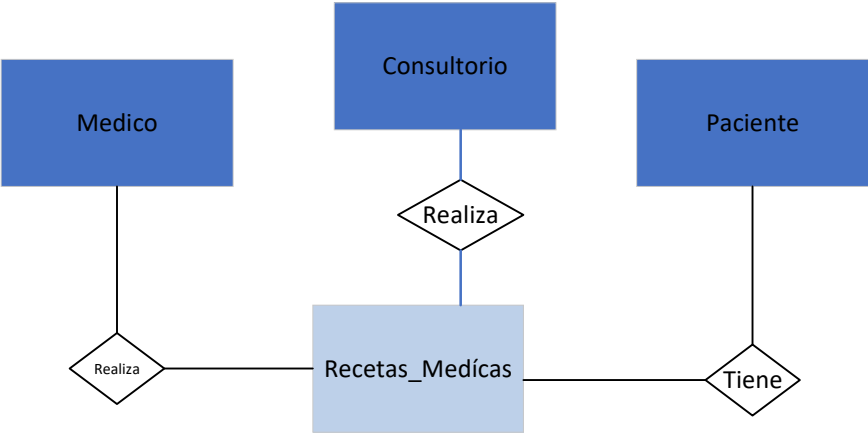 Consultorio
Medico
Paciente
Realiza
Realiza
Recetas_Medícas
Tiene